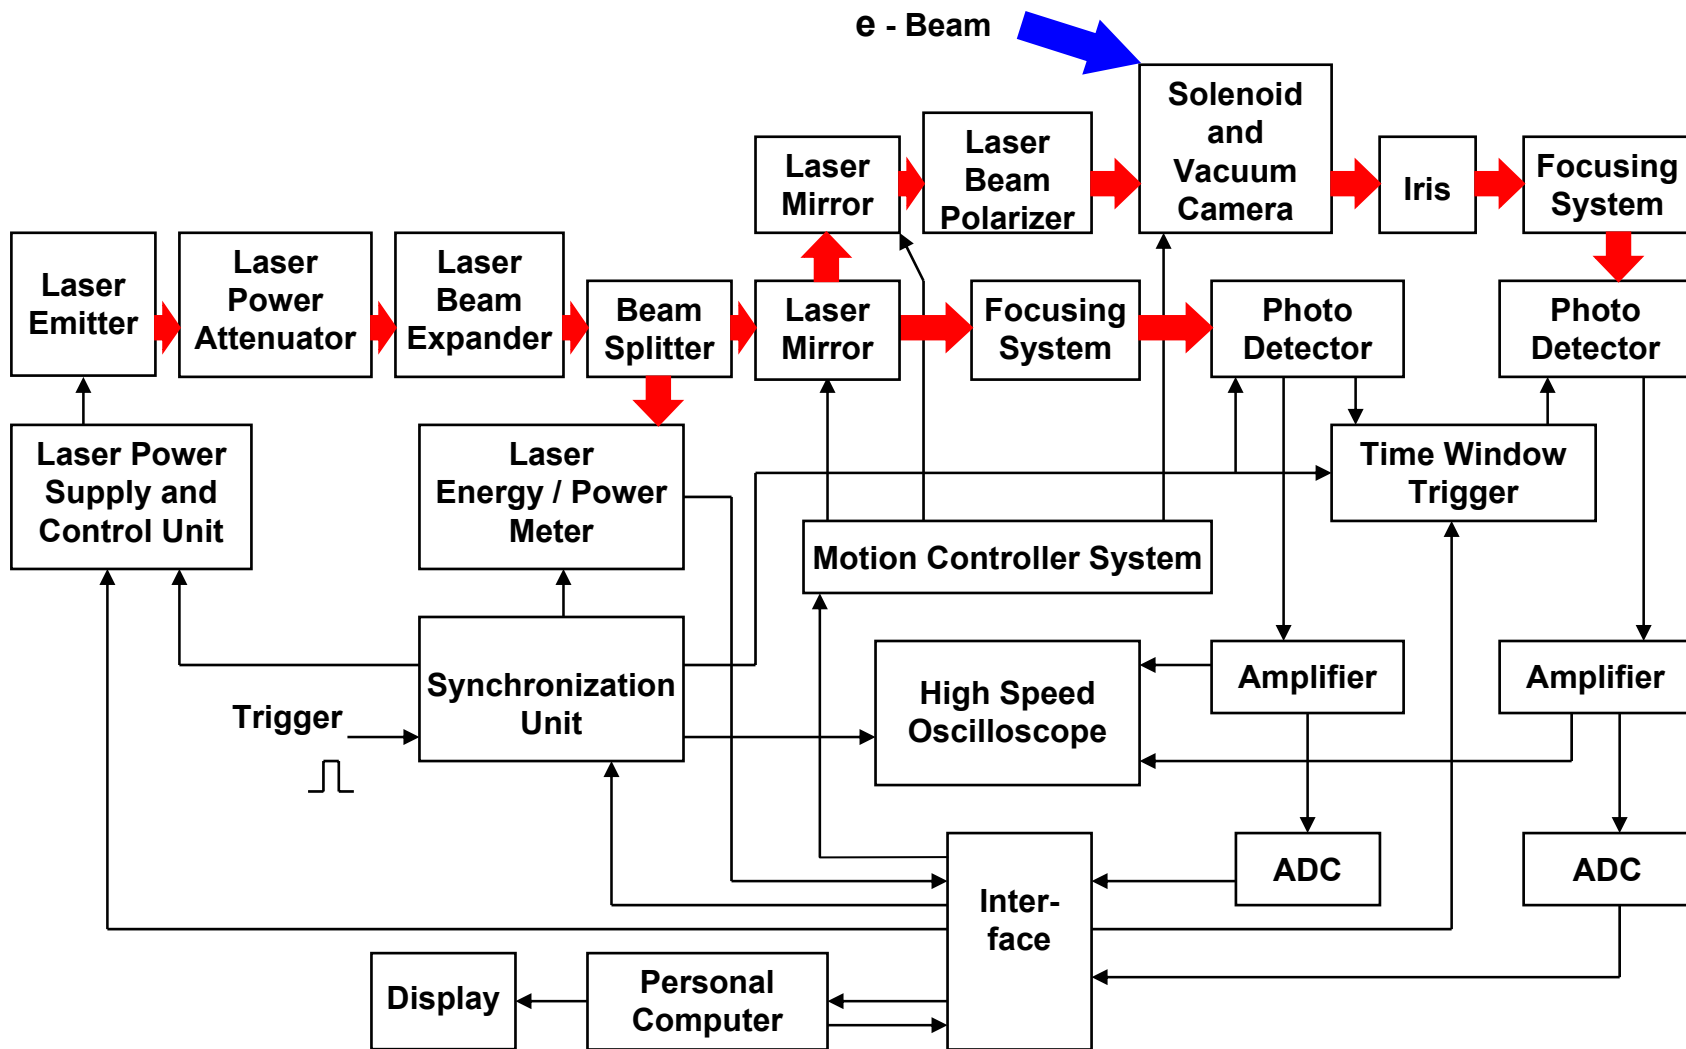 e - Beam
Solenoid
and
Vacuum
Camera
Laser
Mirror
Laser
Beam
Polarizer
Iris
Focusing
System
Laser
Emitter
Laser
Power
Attenuator
Laser
Beam
Expander
Beam
Splitter
Laser
Mirror
Focusing
System
Photo
Detector
Photo
Detector
Laser Power
Supply and
Control Unit
Laser
Energy / Power
Meter
Time Window
Trigger
Motion Controller System
Synchronization
Unit
Trigger
High Speed
Oscilloscope
Amplifier
Amplifier
Inter-
face
ADC
ADC
Display
Personal
Computer